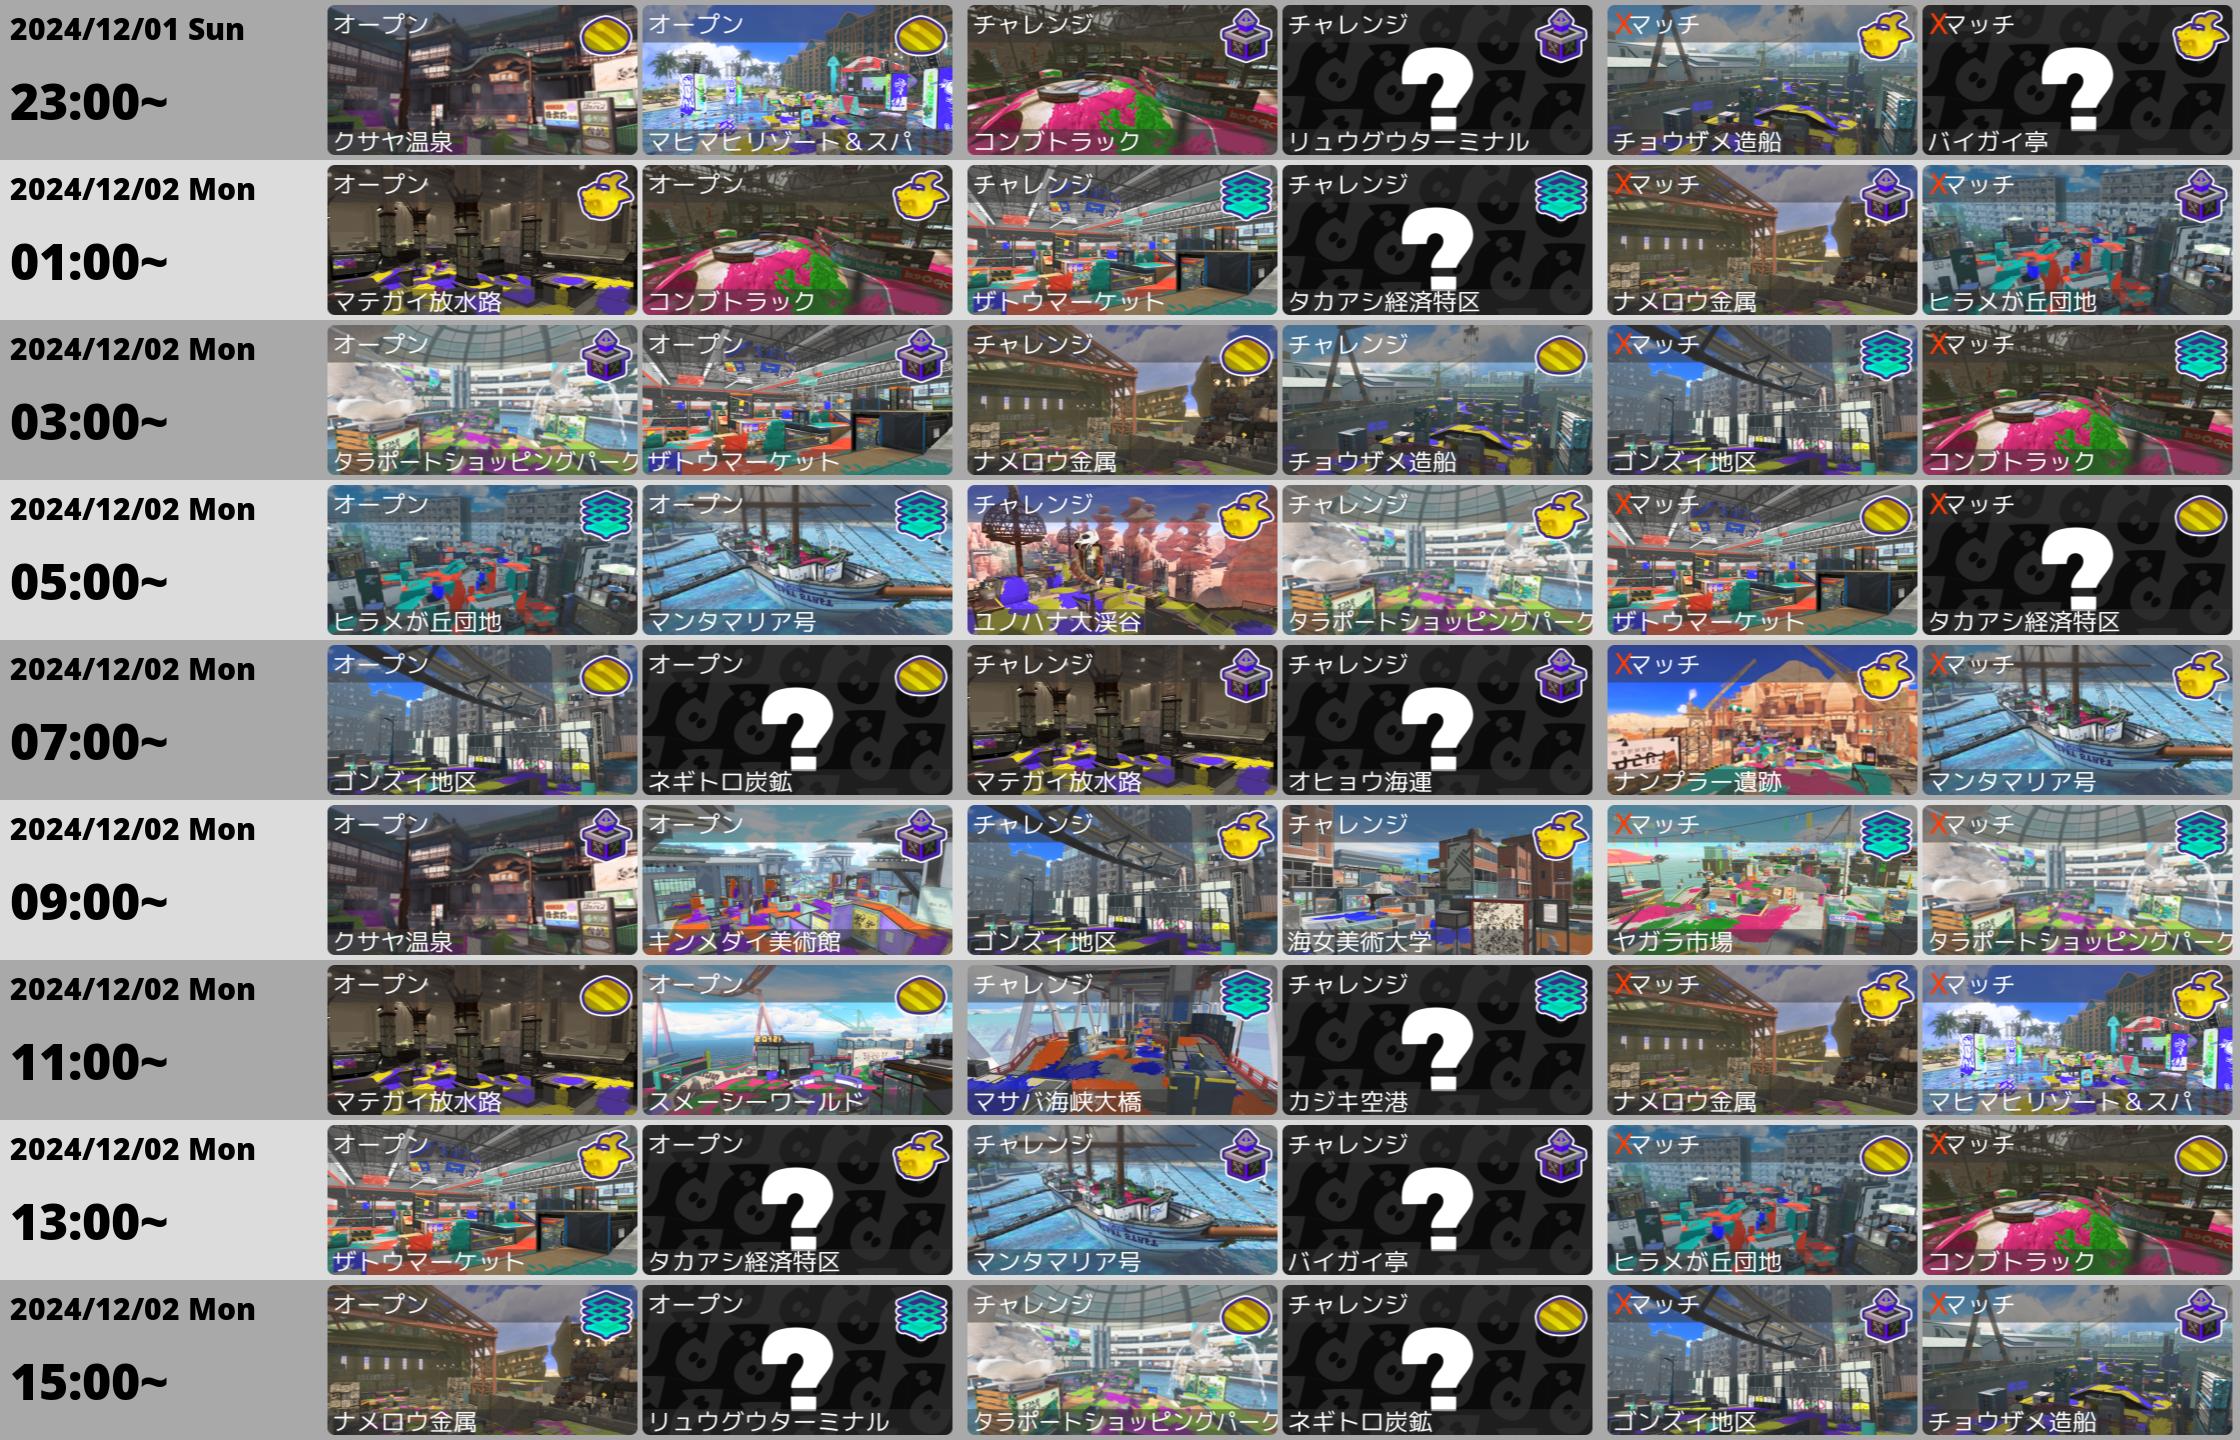 2024/12/01 Sun
23:00~
オープン
クサヤ温泉
オープン
マヒマヒリゾート＆スパ
チャレンジ
コンブトラック
チャレンジ
リュウグウターミナル
Xマッチ
チョウザメ造船
Xマッチ
バイガイ亭
2024/12/02 Mon
01:00~
オープン
マテガイ放水路
オープン
コンブトラック
チャレンジ
ザトウマーケット
チャレンジ
タカアシ経済特区
Xマッチ
ナメロウ金属
Xマッチ
ヒラメが丘団地
2024/12/02 Mon
03:00~
オープン
タラポートショッピングパーク
オープン
ザトウマーケット
チャレンジ
ナメロウ金属
チャレンジ
チョウザメ造船
Xマッチ
ゴンズイ地区
Xマッチ
コンブトラック
2024/12/02 Mon
05:00~
オープン
ヒラメが丘団地
オープン
マンタマリア号
チャレンジ
ユノハナ大渓谷
チャレンジ
タラポートショッピングパーク
Xマッチ
ザトウマーケット
Xマッチ
タカアシ経済特区
2024/12/02 Mon
07:00~
オープン
ゴンズイ地区
オープン
ネギトロ炭鉱
チャレンジ
マテガイ放水路
チャレンジ
オヒョウ海運
Xマッチ
ナンプラー遺跡
Xマッチ
マンタマリア号
2024/12/02 Mon
09:00~
オープン
クサヤ温泉
オープン
キンメダイ美術館
チャレンジ
ゴンズイ地区
チャレンジ
海女美術大学
Xマッチ
ヤガラ市場
Xマッチ
タラポートショッピングパーク
2024/12/02 Mon
11:00~
オープン
マテガイ放水路
オープン
スメーシーワールド
チャレンジ
マサバ海峡大橋
チャレンジ
カジキ空港
Xマッチ
ナメロウ金属
Xマッチ
マヒマヒリゾート＆スパ
2024/12/02 Mon
13:00~
オープン
ザトウマーケット
オープン
タカアシ経済特区
チャレンジ
マンタマリア号
チャレンジ
バイガイ亭
Xマッチ
ヒラメが丘団地
Xマッチ
コンブトラック
2024/12/02 Mon
15:00~
オープン
ナメロウ金属
オープン
リュウグウターミナル
チャレンジ
タラポートショッピングパーク
チャレンジ
ネギトロ炭鉱
Xマッチ
ゴンズイ地区
Xマッチ
チョウザメ造船